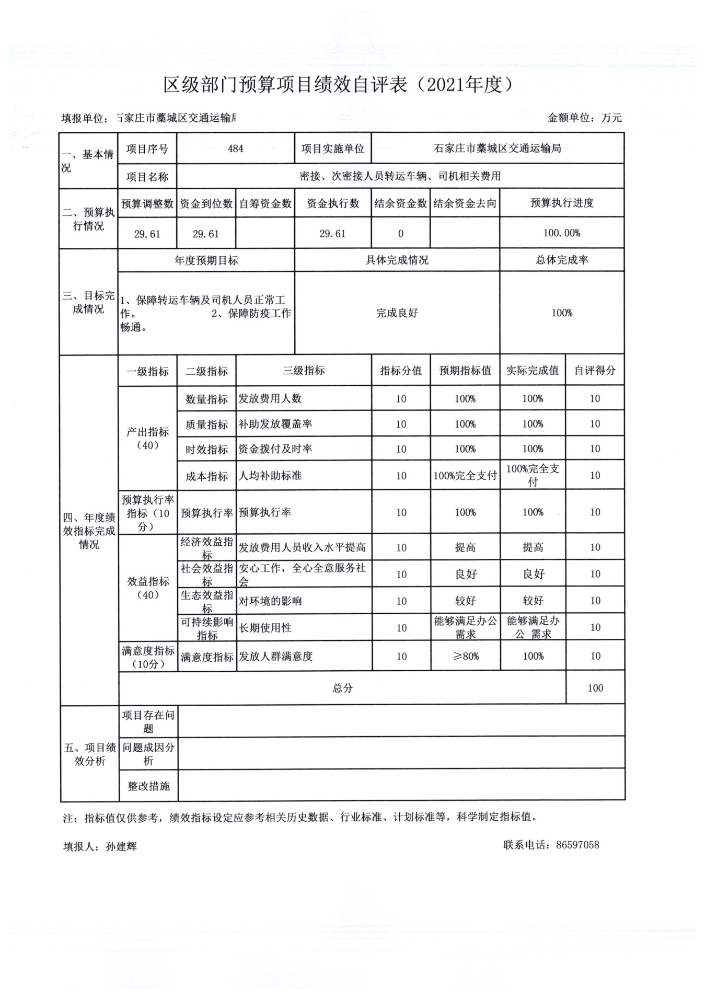 区级部门预算项目绩效自评表（2021年度）
填报单位：石家庄市藁城区交通运输局
金额单位：万元
一、基本情
况
项目序号
484
项目实施单位
石家庄市藁城区交通运输局
项目名称
密接、次密接人员转运车辆、司机相关费用
二、预算执
行情况
预算调整数
资金到位数
自筹资金数
资金执行数
结余资金数
结余资金去向
预算执行进度
29.61
29.61
29.61
0
100.00%
三、目标完
成情况
年度预期目标
具体完成情况
总体完成率
1、保障转运车辆及司机人员正常工
作。 2、保障防疫工作
畅通。
完成良好
100%
四、年度绩
效指标完成
情况
一级指标
二级指标
三级指标
指标分值
预期指标值
实际完成值
自评得分
产出指标
（40）
数量指标
发放费用人数
10
100%
100%
10
质量指标
补助发放覆盖率
10
100%
100%
10
时效指标
资金拨付及时率
10
100%
100%
10
成本指标
人均补助标准
10
100%完全支付
100%完全支
付
10
预算执行率
指标（10
分）
预算执行率
预算执行率
10
100%
100%
10
效益指标
（40）
经济效益指
标
发放费用人员收入水平提高
10
提高
提高
10
社会效益指
标
安心工作，全心全意服务社
会
10
良好
良好
10
生态效益指
标
对环境的影响
10
较好
较好
10
可持续影响
指标
长期使用性
10
能够满足办公
需求
能够满足办
公 需求
10
满意度指标
（10分）
满意度指标
发放人群满意度
10
≥80%
100%
10
总分
100
五、项目绩
效分析
项目存在问
题
问题成因分
析
整改措施
注：指标值仅供参考，绩效指标设定应参考相关历史数据、行业标准、计划标准等，科学制定指标值。
填报人：孙建辉
联系电话：86597058